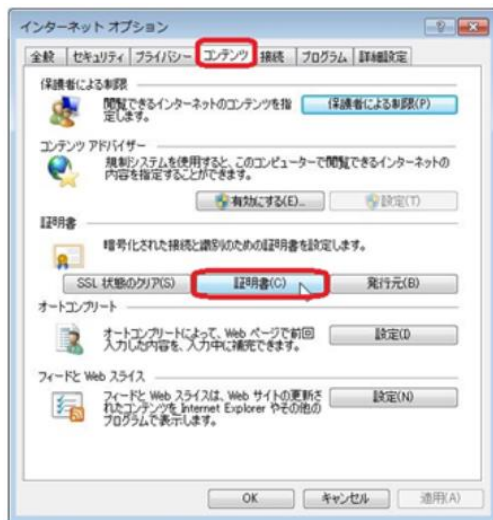 インターネット オプション
全般 セキュリティ プライバシー コンテンツ 接続 プログラム 詳細設定
保護者による制限
閲覧できるインターネットのコンテンツを指定します。
保護者による制限(P)
コンテンツ アドバイザー
規制システムを使用すると、このコンピューターで閲覧できるインターネットの
内容を指定することができます。
有効にする(E)... 設定(T)
証明書
暗号化された接続と識別のための証明書を設定します。
SSL 状態のクリア(S) 証明書(C) 発行元(B)
オートコンプリート
オートコンプリートによって、Web ページで前回
入力した内容を、入力中に補完できます。
設定(I)
フィードと Web スライス
フィードと Web スライスは、Web サイトの更新さ
れたコンテンツを Internet Explorer やその他の
プログラムで表示します。
設定(N)
OK キャンセル 適用(A)